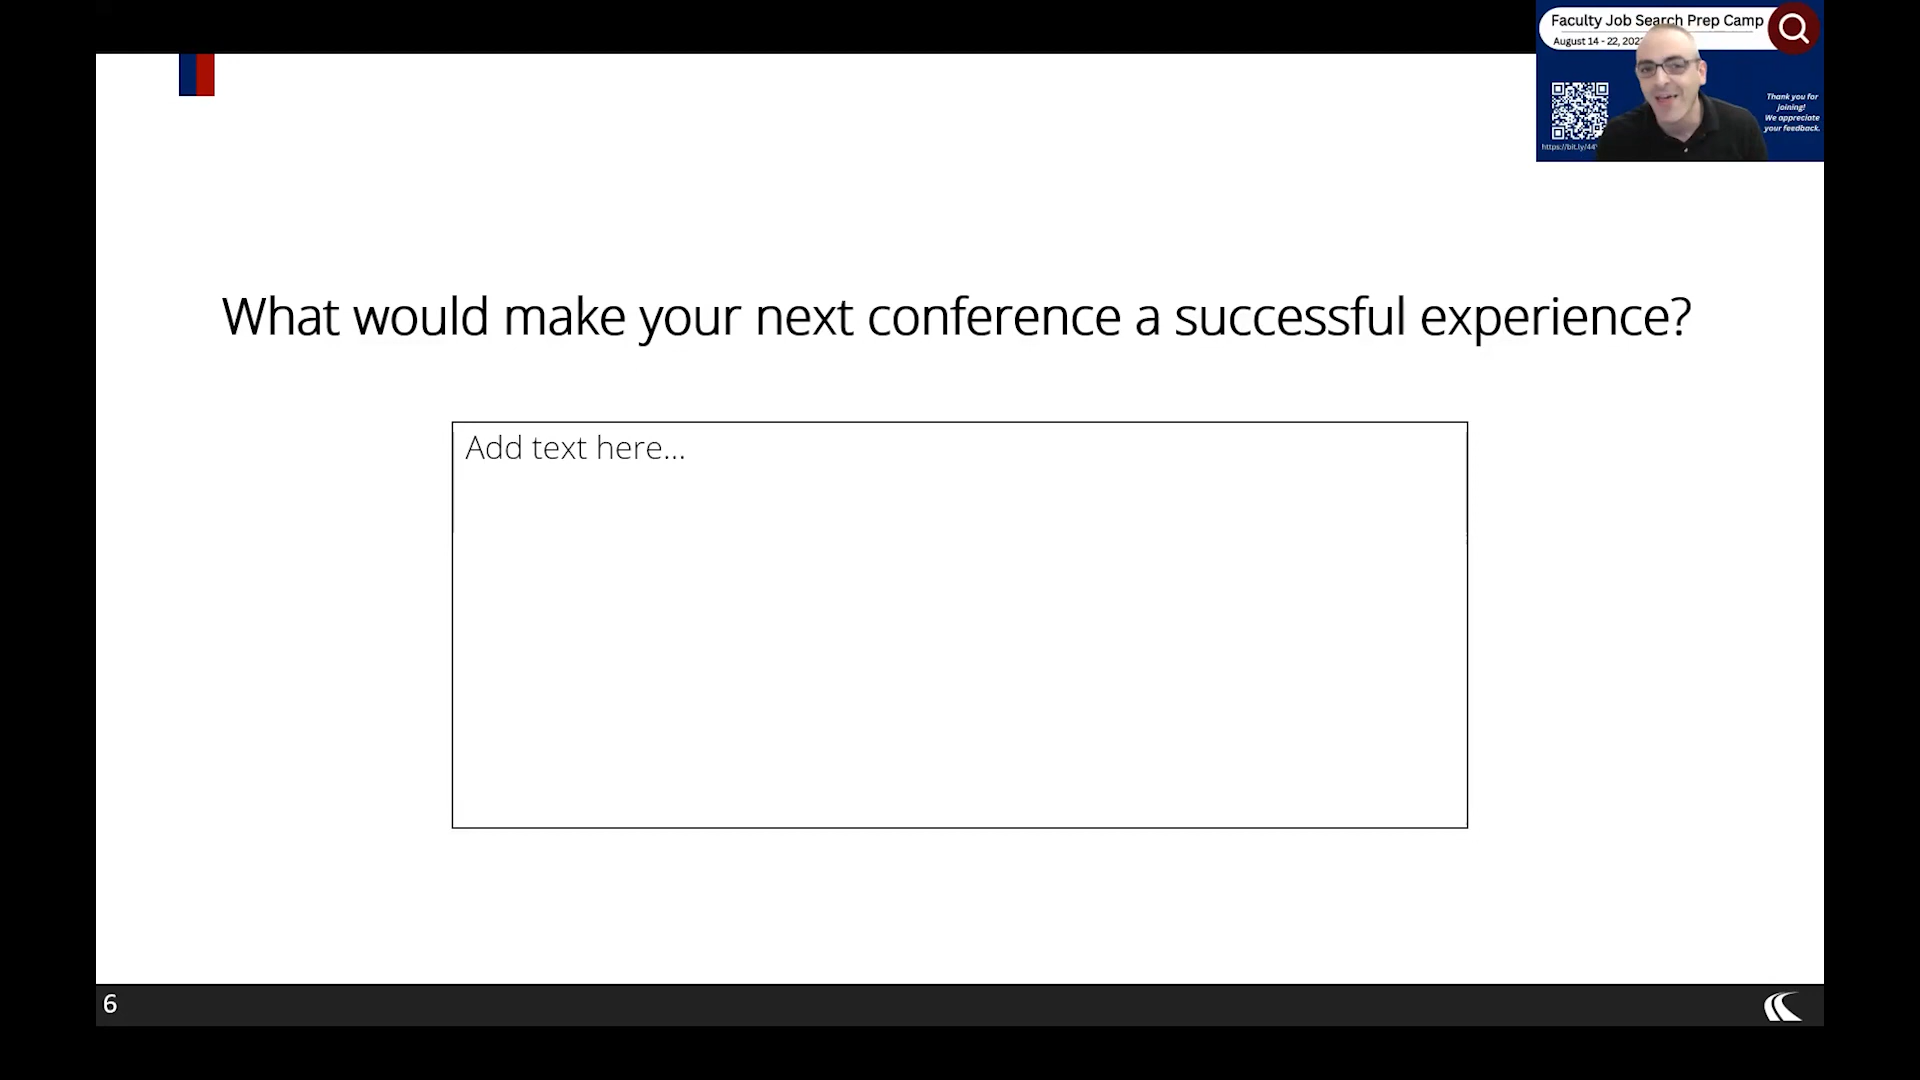 Faculty Job Search Prep Camp
August 14 - 22, 202
Thank you for
joining!
We appreciate
your feedback.
https://bit.ly/44
What would make your next conference a successful experience?
Add text here...
6